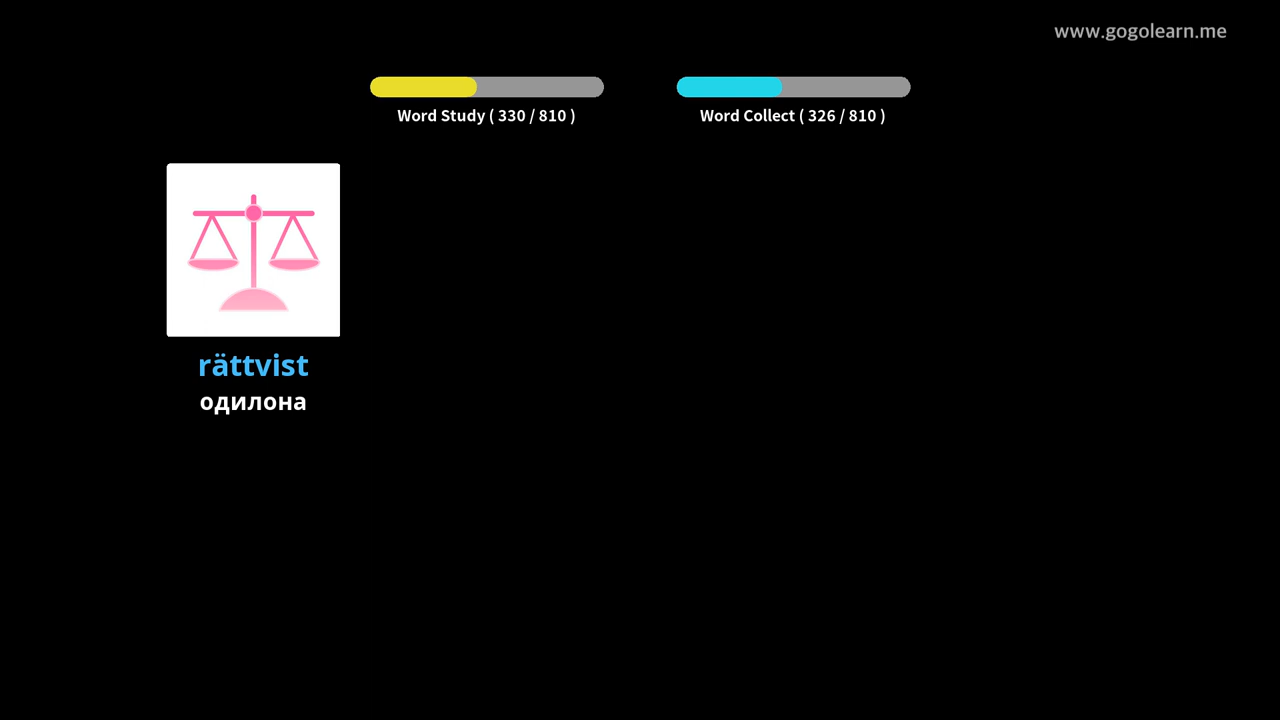 www.gogolearn.me
Word Study ( 330 / 810 )
Word Collect ( 326 / 810 )
rättvist
одилона